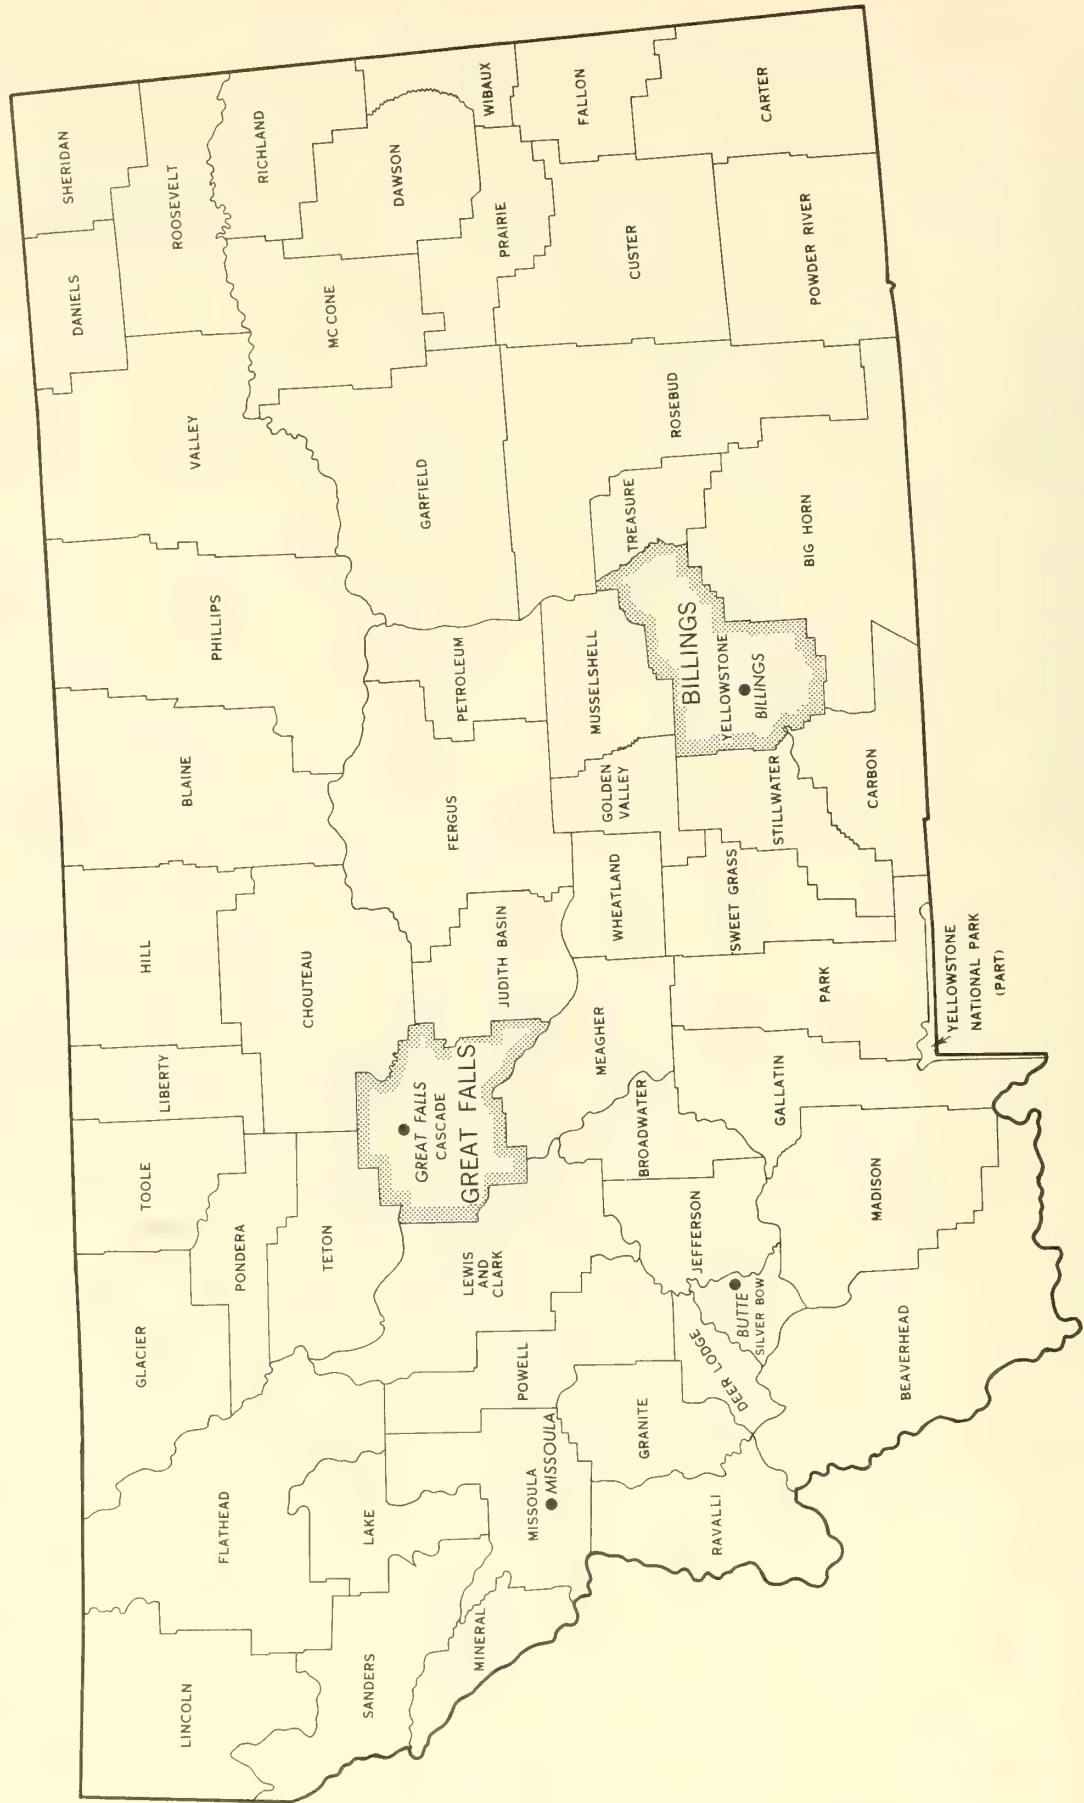 LINCOLN
FLATHEAD
GLACIER
TOOLE
LIBERTY
HILL
BLAINE
PHILLIPS
VALLEY
DANIELS
SHERIDAN
ROOSEVELT
SANDERS
LAKE
PONDERA
TETON
CHOUTEAU
RICHLAND
MC CONE
DAWSON
GARFIELD
MINERAL
MISSOULA
MISSOULA
POWELL
LEWIS
AND
CLARK
GREAT FALLS
CASCADE
GREAT FALLS
JUDITH BASIN
FERGUS
PETROLEUM
PRAIRIE
WIBAUX
RAVALLI
GRANITE
DEER LODGE
JEFFERSON
BROADWATER
MEAGHER
WHEATLAND
GOLDEN
VALLEY
MUSSELSHELL
TREASURE
ROSEBUD
CUSTER
FALLON
BUTTE
SILVER BOW
BILLINGS
YELLOWSTONE
BILLINGS
BEAVERHEAD
MADISON
GALLATIN
PARK
SWEET GRASS
STILLWATER
CARBON
BIG HORN
POWDER RIVER
CARTER
YELLOWSTONE
NATIONAL PARK
(PART)